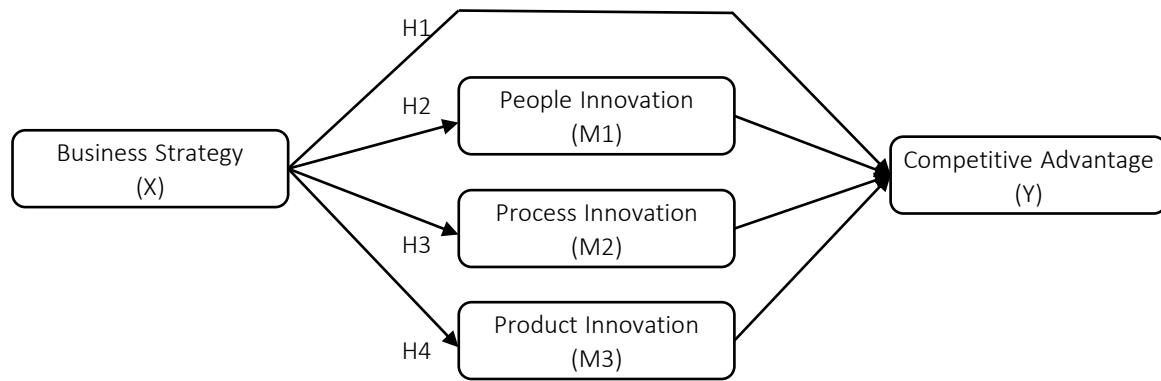 H1
H2
People Innovation
(M1)
Business Strategy
(X)
Competitive Advantage
(Y)
Process Innovation
(M2)
H3
Product Innovation
(M3)
H4